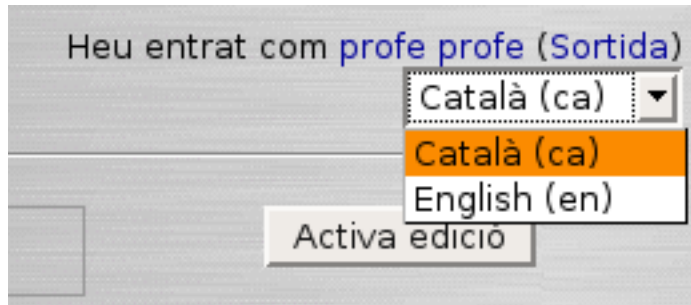 Heu entrat com profe profe (Sortida)
Català (ca)
Català (ca)
English (en)
Activa edició